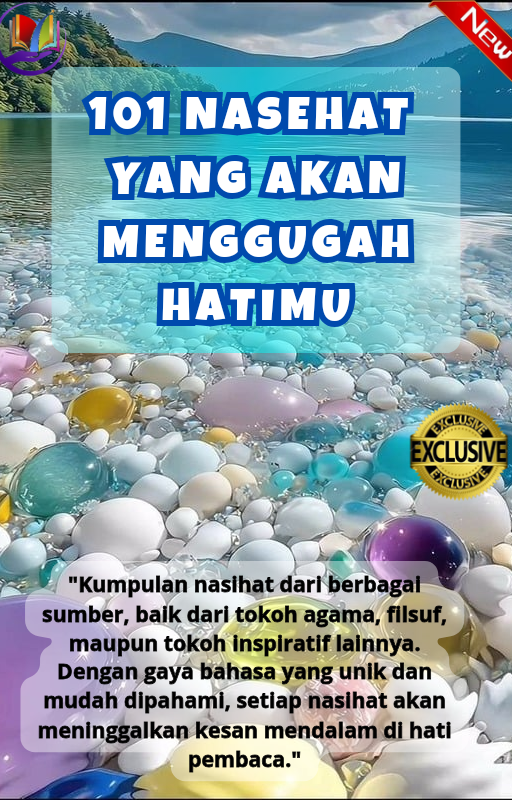 New
101 NASEHAT
YANG AKAN
MENGGUGAH
HATIMU
EXCLUSIVE
EXCLUSIVE
EXCLUSIVE
"Kumpulan nasihat dari berbagai
sumber, baik dari tokoh agama, filsuf,
maupun tokoh inspiratif lainnya.
Dengan gaya bahasa yang unik dan
mudah dipahami, setiap nasihat akan
meninggalkan kesan mendalam di hati
pembaca."